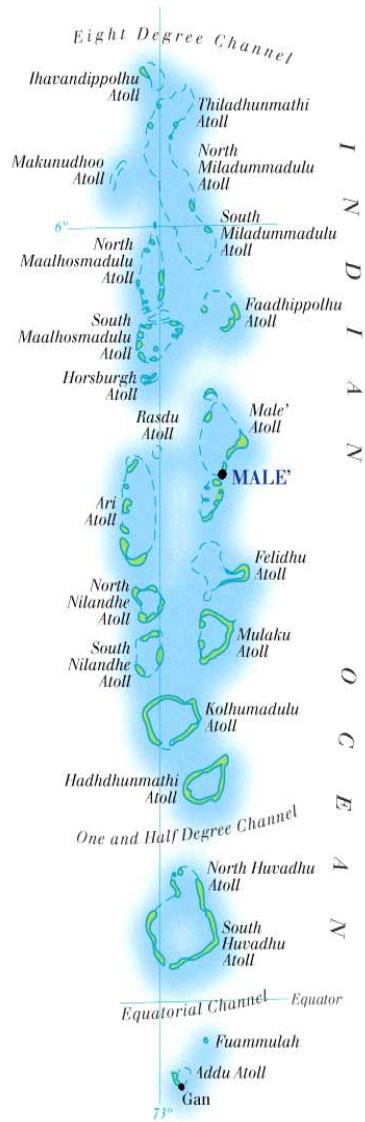 Eight Degree Channel
Ihavandippolhu
Atoll
Thiladhunmathi
Atoll
Makunudhoo
Atoll
North
Miladummadulu
Atoll
6°
South
Miladummadulu
Atoll
North
Maalhosmadulu
Atoll
Faadhippolhu
Atoll
South
Maalhosmadulu
Atoll
Horsburgh
Atoll
Rasdu
Atoll
Male'
Atoll
MALE'
Ari
Atoll
Felidhu
Atoll
North
Nilandhe
Atoll
Mulaku
Atoll
South
Nilandhe
Atoll
Kolhumadulu
Atoll
Hadhdhunmathi
Atoll
One and Half Degree Channel
North Huvadhu
Atoll
South
Huvadhu
Atoll
Equatorial Channel
Equator
Fuammulah
Addu Atoll
Gan
73°
INDIAN OCEAN